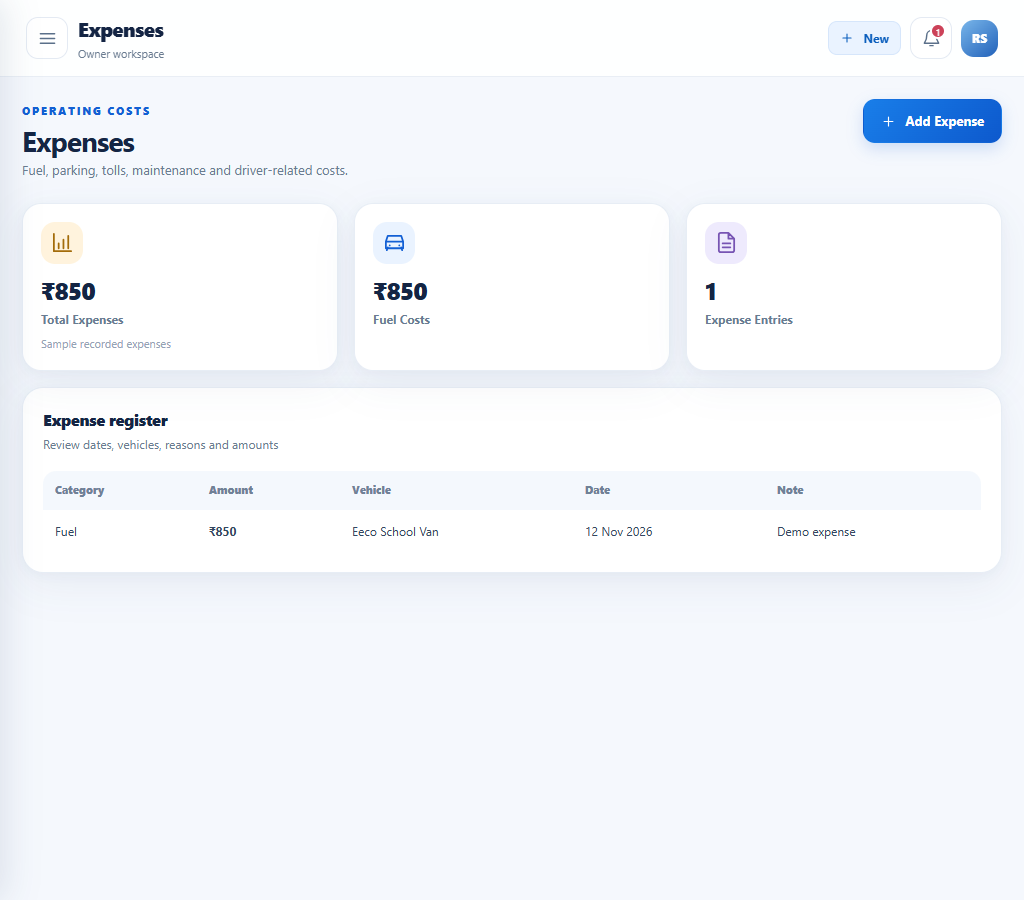 Expenses
Owner workspace
+ New
1
RS
OPERATING COSTS
Expenses
Fuel, parking, tolls, maintenance and driver-related costs.
+ Add Expense
₹850
Total Expenses
Sample recorded expenses
₹850
Fuel Costs
1
Expense Entries
Expense register
Review dates, vehicles, reasons and amounts
Category Amount Vehicle Date Note
Fuel ₹850 Eeco School Van 12 Nov 2026 Demo expense